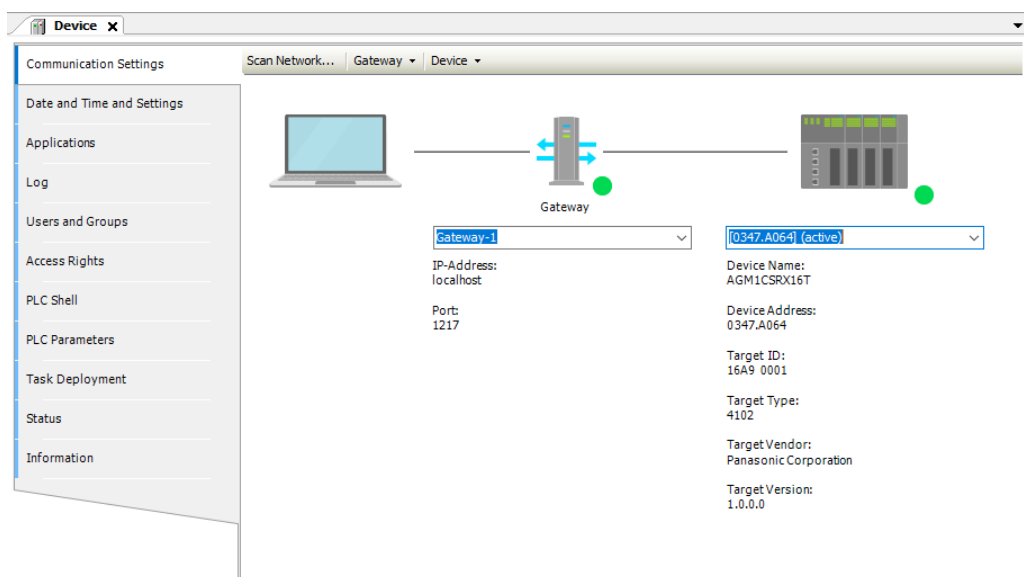 Device
Communication Settings
Scan Network...
Gateway
Device
Date and Time and Settings
Applications
Log
Users and Groups
Access Rights
PLC Shell
PLC Parameters
Task Deployment
Status
Information
Gateway
Gateway-1
IP-Address:
localhost
Port:
1217
[0347.A064] (active)
Device Name:
AGM1CSRX16T
Device Address:
0347.A064
Target ID:
16A9 0001
Target Type:
4102
Target Vendor:
Panasonic Corporation
Target Version:
1.0.0.0